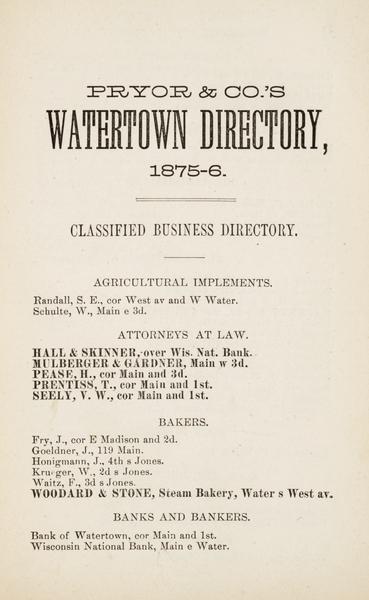 PRYOR & CO.'S
WATERTOWN DIRECTORY,
1875-6.
CLASSIFIED BUSINESS DIRECTORY.
AGRICULTURAL IMPLEMENTS.
Randall, S. E., cor West av and W Water.
Schulte, W., Main e 3d.
ATTORNEYS AT LAW.
HALL & SKINNER, over Wis. Nat. Bank.
MULBERGER & GARDNER, Main w 3d.
PEASE, H., cor Main and 3d.
PRENTISS, T., cor Main and 1st.
SEELY, V. W., cor Main and 1st.
BAKERS.
Fry, J., cor E Madison and 2d.
Goeldner, J., 119 Main.
Honigmann, J., 4th s Jones.
Krueger, W., 2d s Jones.
Waitz, F., 3d s Jones.
WOODARD & STONE, Steam Bakery, Water s West av.
BANKS AND BANKERS.
Bank of Watertown, cor Main and 1st.
Wisconsin National Bank, Main e Water.